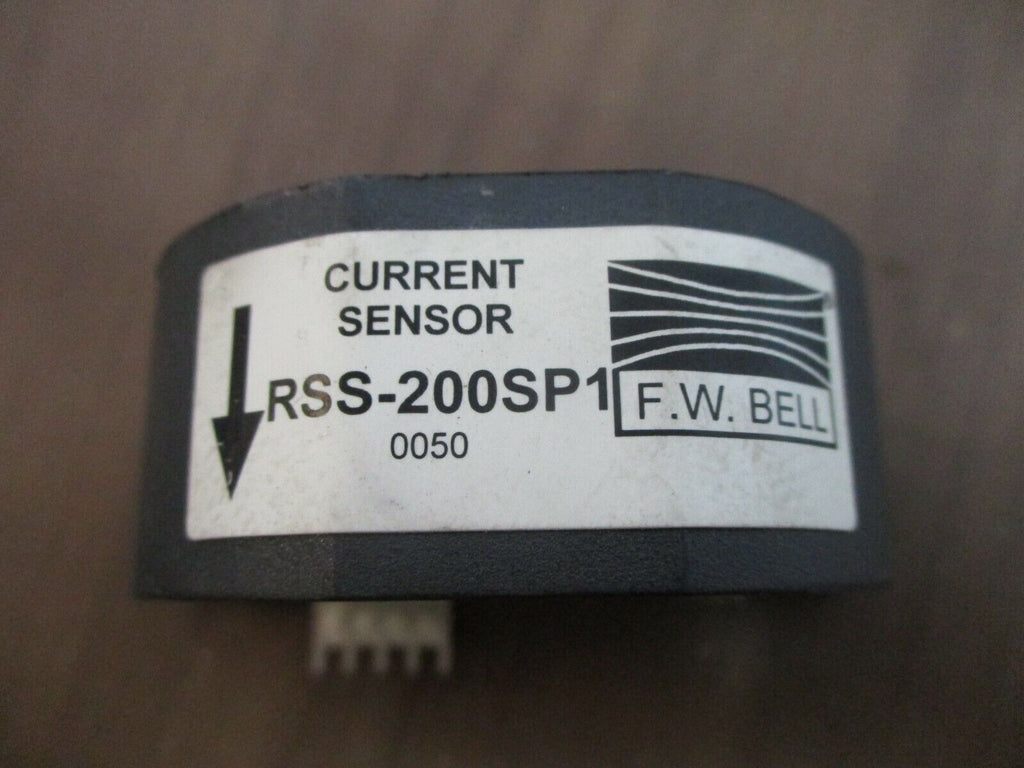 CURRENT
SENSOR
RSS-200SP1
0050
F.W. BELL